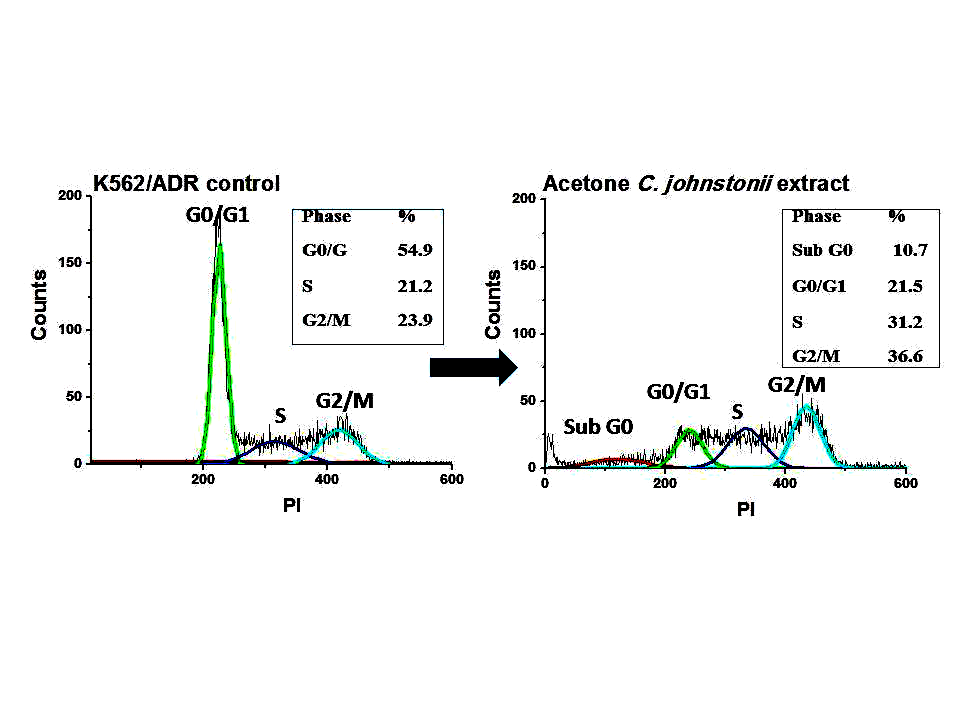 K562/ADR control
200
150
100
50
0
Counts
G0/G1
S
G2/M
Phase %
G0/G 54.9
S 21.2
G2/M 23.9
200 400 600
PI
Acetone C. johnstonii extract
200
150
100
50
0
Counts
Sub G0
G0/G1
S
G2/M
Phase %
Sub G0 10.7
G0/G1 21.5
S 31.2
G2/M 36.6
0 200 400 600
PI